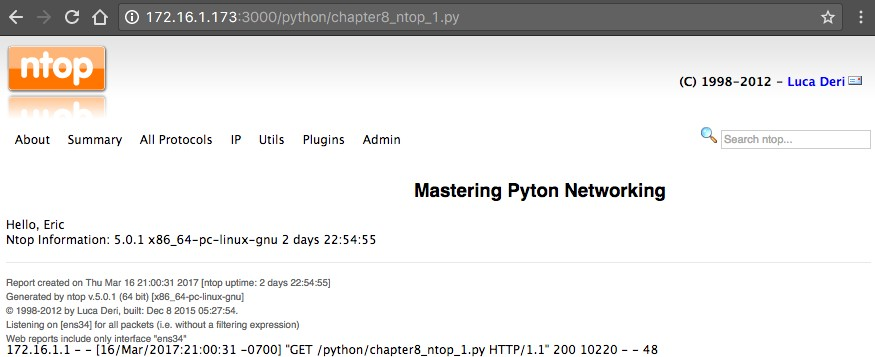 172.16.1.173:3000/python/chapter8_ntop_1.py
ntop
(C) 1998-2012 - Luca Deri
About Summary All Protocols IP Utils Plugins Admin Search ntop...
Mastering Pyton Networking
Hello, Eric
Ntop Information: 5.0.1 x86_64-pc-linux-gnu 2 days 22:54:55
Report created on Thu Mar 16 21:00:31 2017 [ntop uptime: 2 days 22:54:55]
Generated by ntop v.5.0.1 (64 bit) [x86_64-pc-linux-gnu]
© 1998-2012 by Luca Deri, built: Dec 8 2015 05:27:54.
Listening on [ens34] for all packets (i.e. without a filtering expression)
Web reports include only interface "ens34"
172.16.1.1 - - [16/Mar/2017:21:00:31 -0700] "GET /python/chapter8_ntop_1.py HTTP/1.1" 200 10220 - - 48